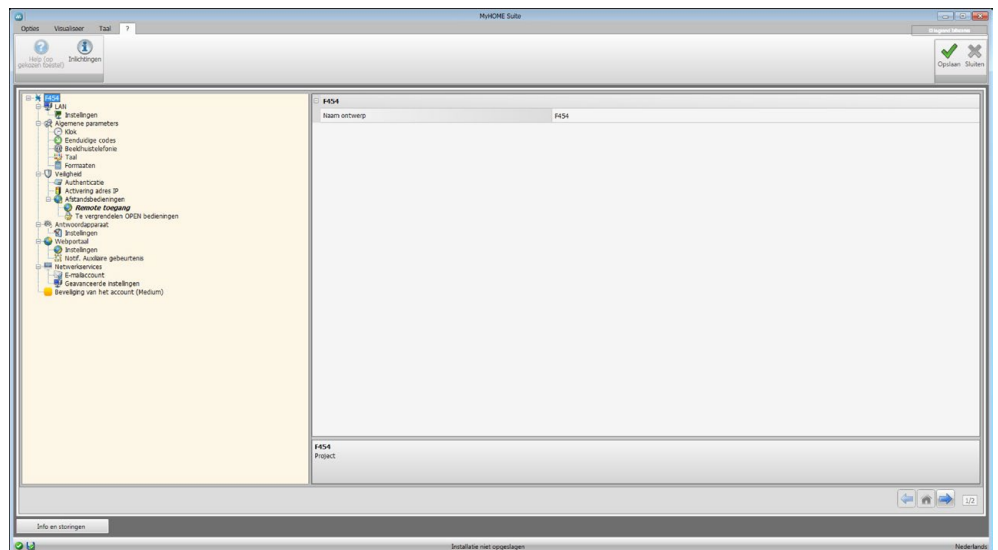 MyHOME Suite
Opties Visualiseer Taal ?
Help (op gekozen toestel)
Inlichtingen
Opslaan Sluiten
F454
LAN
Instellingen
Algemene parameters
Klok
Eenduidige codes
Beeldhuistelefonie
Taal
Formaaten
Veiligheid
Authenticatie
Activering adres IP
Afstandsbedieningen
Remote toegang
Te vergrendelen OPEN bedieningen
Antwoordapparaat
Instellingen
Webportaal
Instellingen
Notif. Auxiliare gebeurtenis
Netwerkservices
E-mailaccount
Geavanceerde instellingen
Beveiliging van het account (Medium)
F454
Naam ontwerp F454
F454
Project
1/2
Info en storingen
Installatie niet opgeslagen
Nederlands